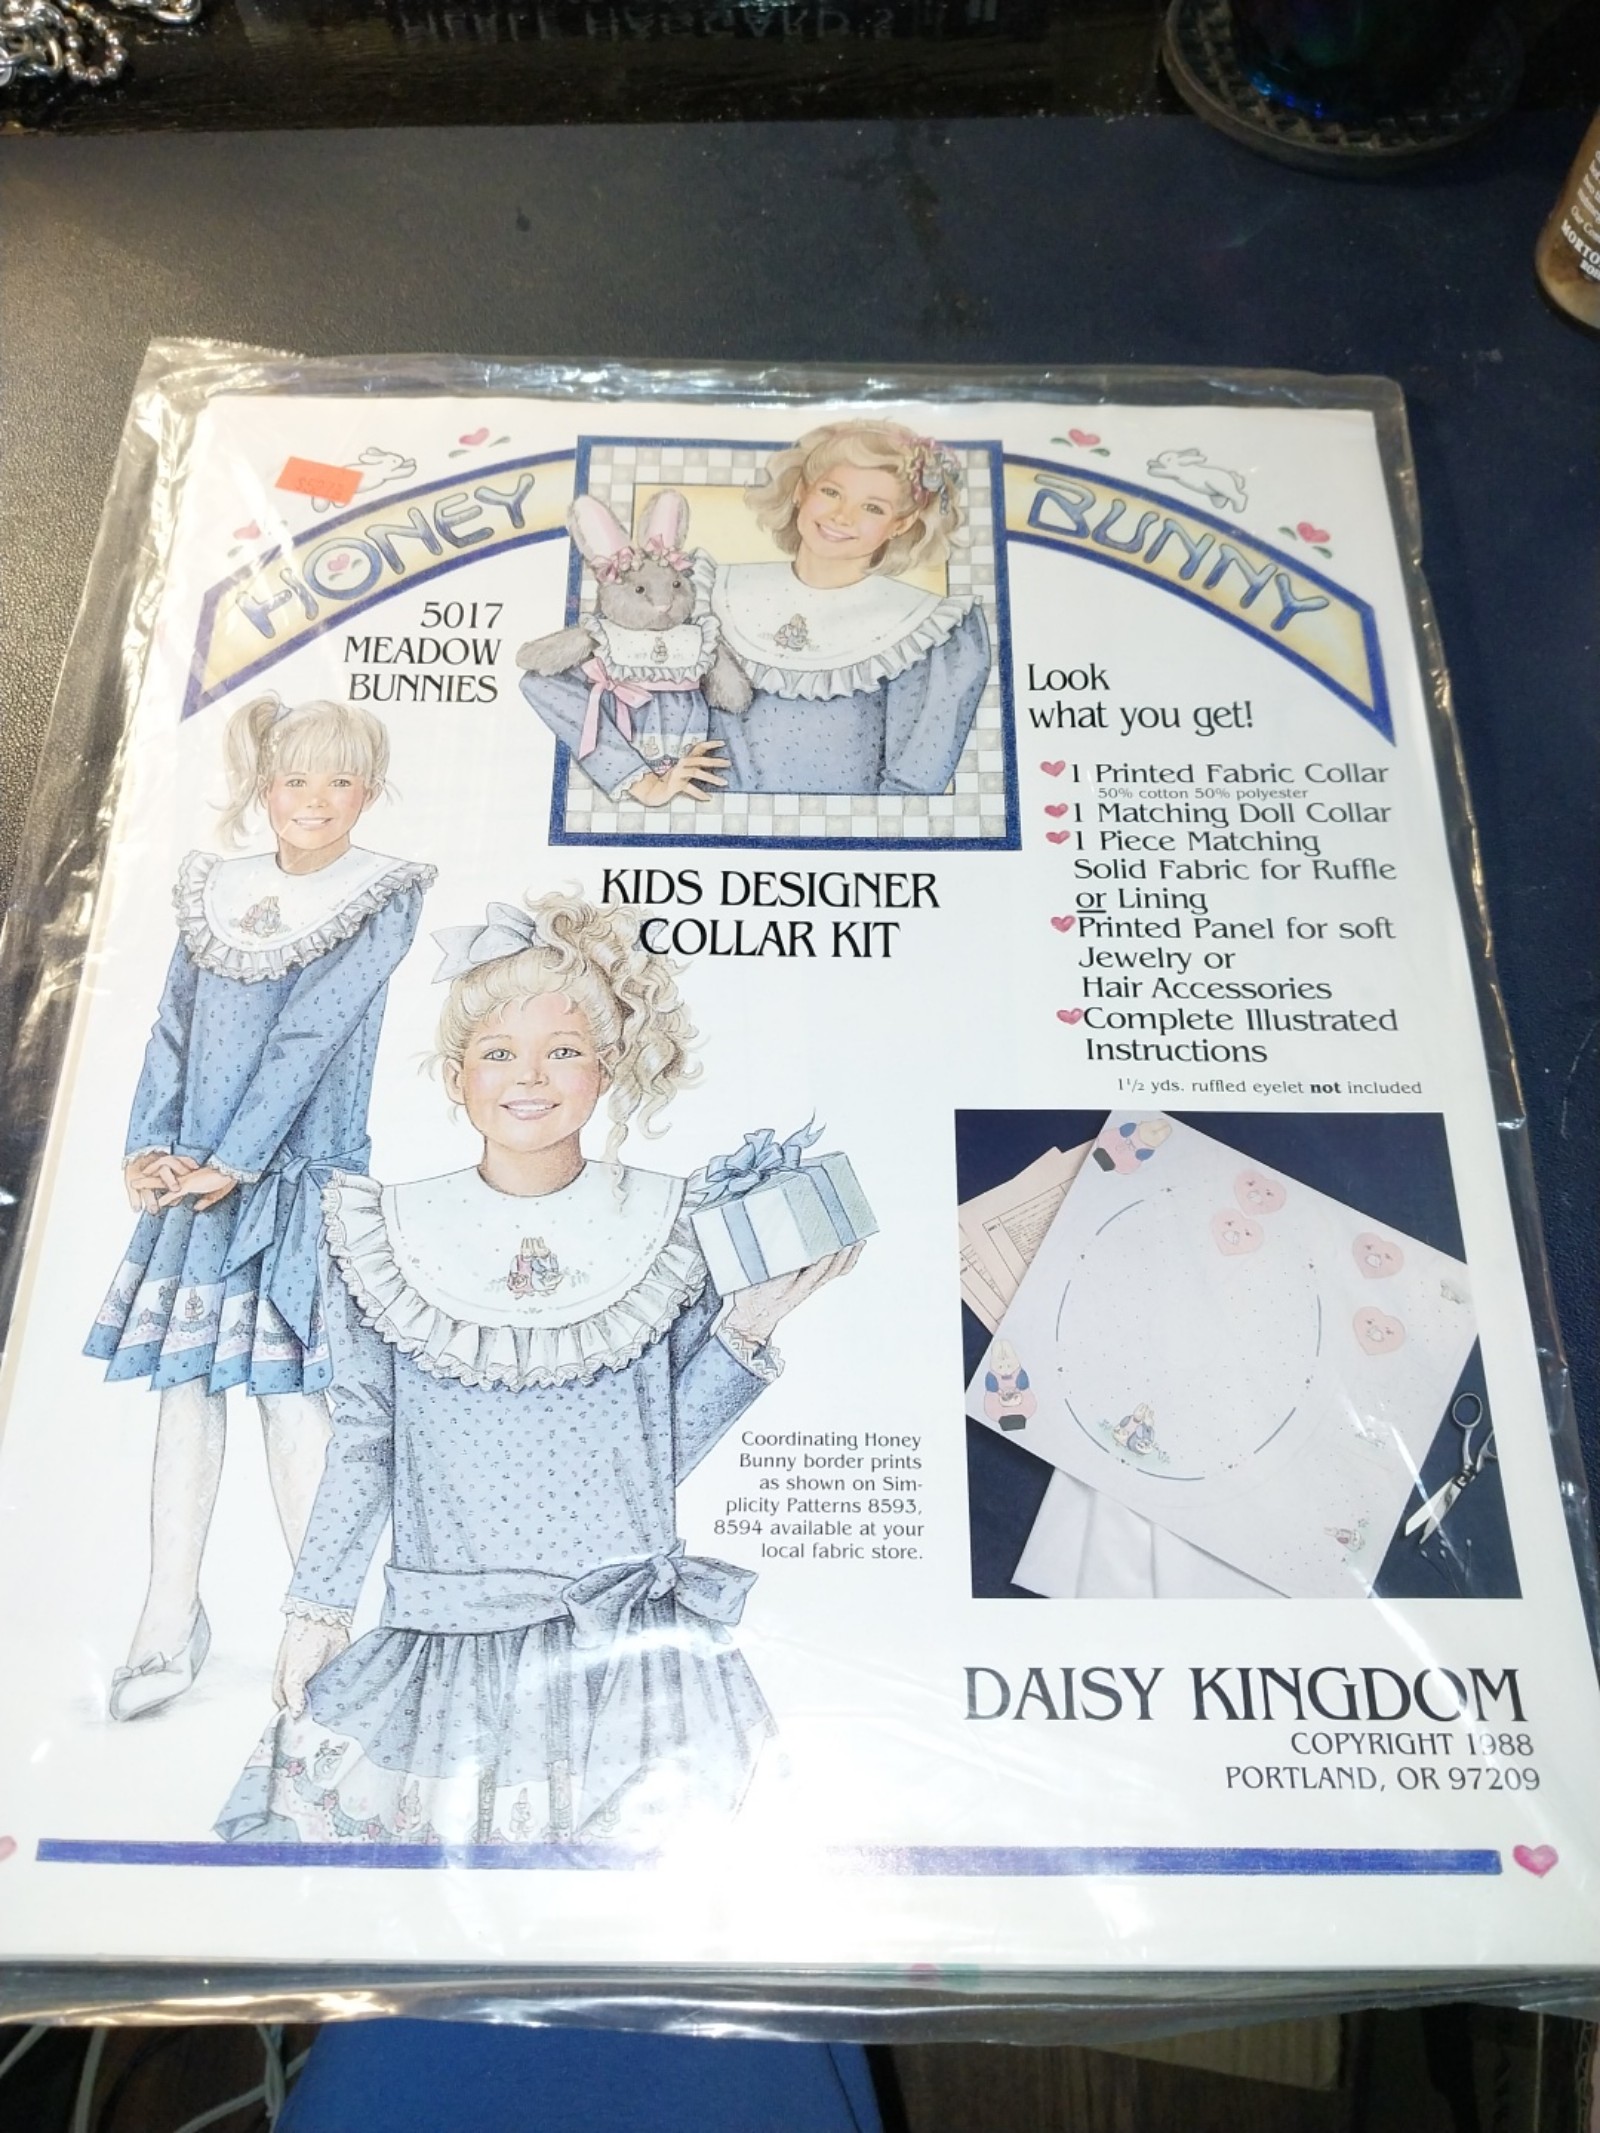 HONEY BUNNY
5017
MEADOW
BUNNIES
KIDS DESIGNER
COLLAR KIT
Look
what you get!
1 Printed Fabric Collar
50% cotton 50% polyester
1 Matching Doll Collar
1 Piece Matching
Solid Fabric for Ruffle
or Lining
Printed Panel for soft
Jewelry or
Hair Accessories
Complete Illustrated
Instructions
1 1/2 yds. ruffled eyelet not included
Coordinating Honey
Bunny border prints
as shown on Sim-
plicity Patterns 8593,
8594 available at your
local fabric store.
DAISY KINGDOM
COPYRIGHT 1988
PORTLAND, OR 97209